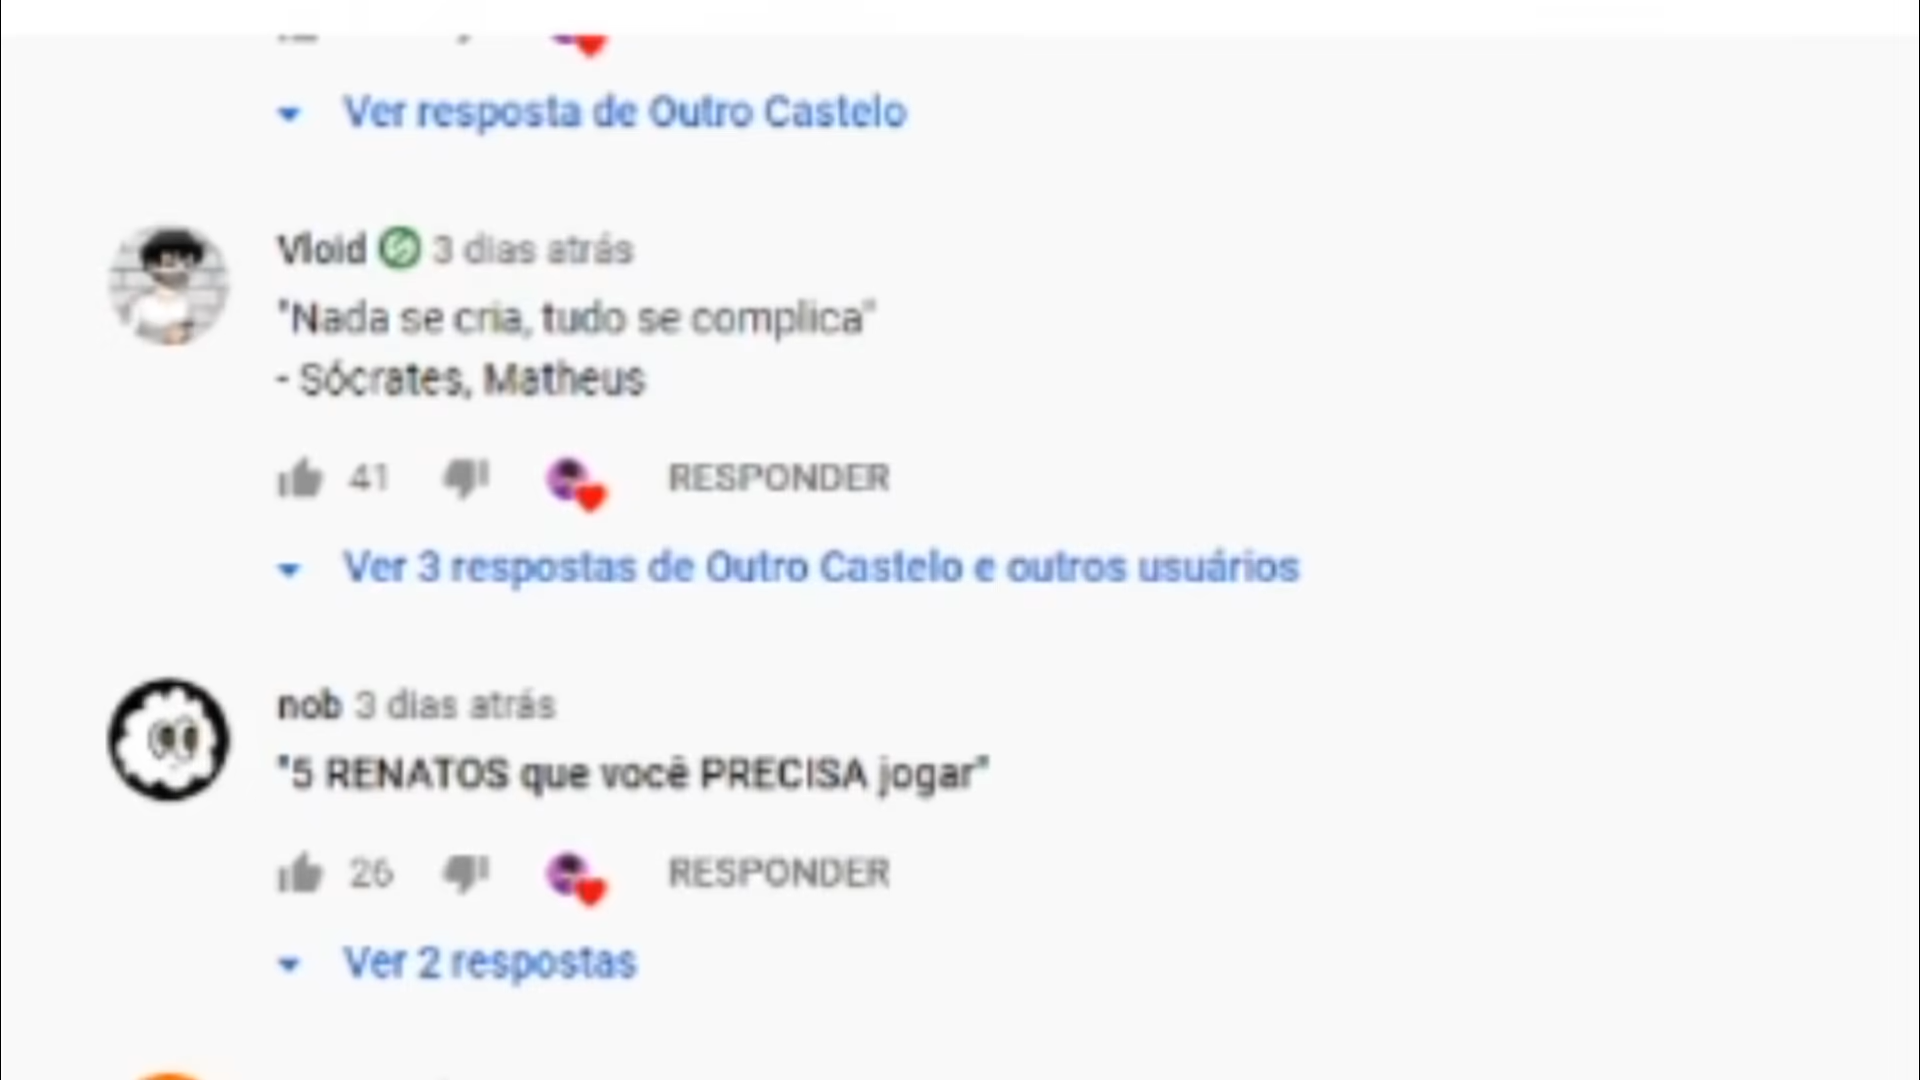 Ver resposta de Outro Castelo
Vloid 3 dias atrás
"Nada se cria, tudo se complica"
- Sócrates, Matheus
41 RESPONDER
Ver 3 respostas de Outro Castelo e outros usuários
nob 3 dias atrás
"5 RENATOS que você PRECISA jogar"
26 RESPONDER
Ver 2 respostas